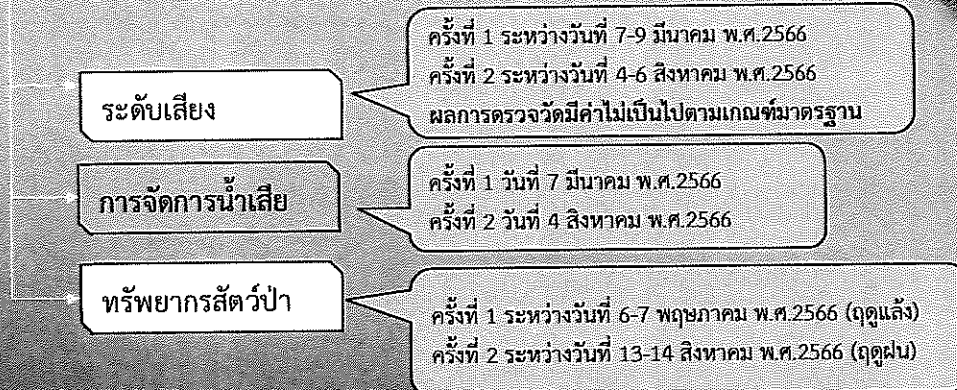 ระดับเสียง
ครั้งที่ 1 ระหว่างวันที่ 7-9 มีนาคม พ.ศ.2566
ครั้งที่ 2 ระหว่างวันที่ 4-6 สิงหาคม พ.ศ.2566
ผลการตรวจวัดมีค่าไม่เป็นไปตามเกณฑ์มาตรฐาน
การจัดการน้ำเสีย
ครั้งที่ 1 วันที่ 7 มีนาคม พ.ศ.2566
ครั้งที่ 2 วันที่ 4 สิงหาคม พ.ศ.2566
ทรัพยากรสัตว์ป่า
ครั้งที่ 1 ระหว่างวันที่ 6-7 พฤษภาคม พ.ศ.2566 (ฤดูแล้ง)
ครั้งที่ 2 ระหว่างวันที่ 13-14 สิงหาคม พ.ศ.2566 (ฤดูฝน)